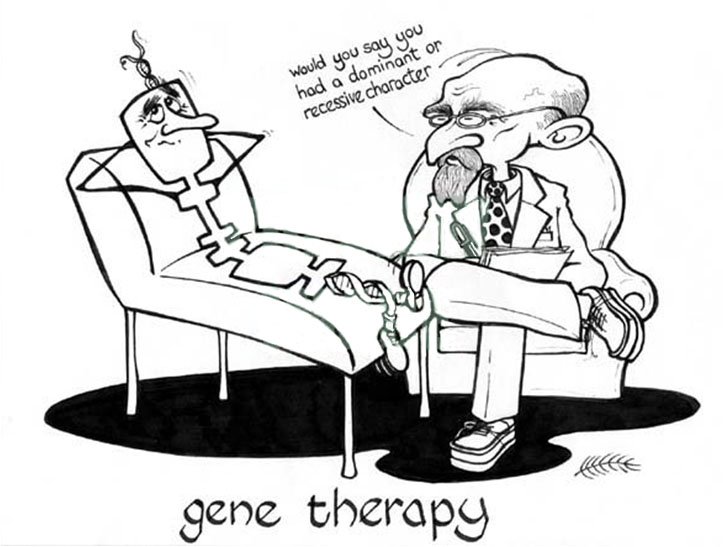 would you say you
had a dominant or
recessive character
gene therapy